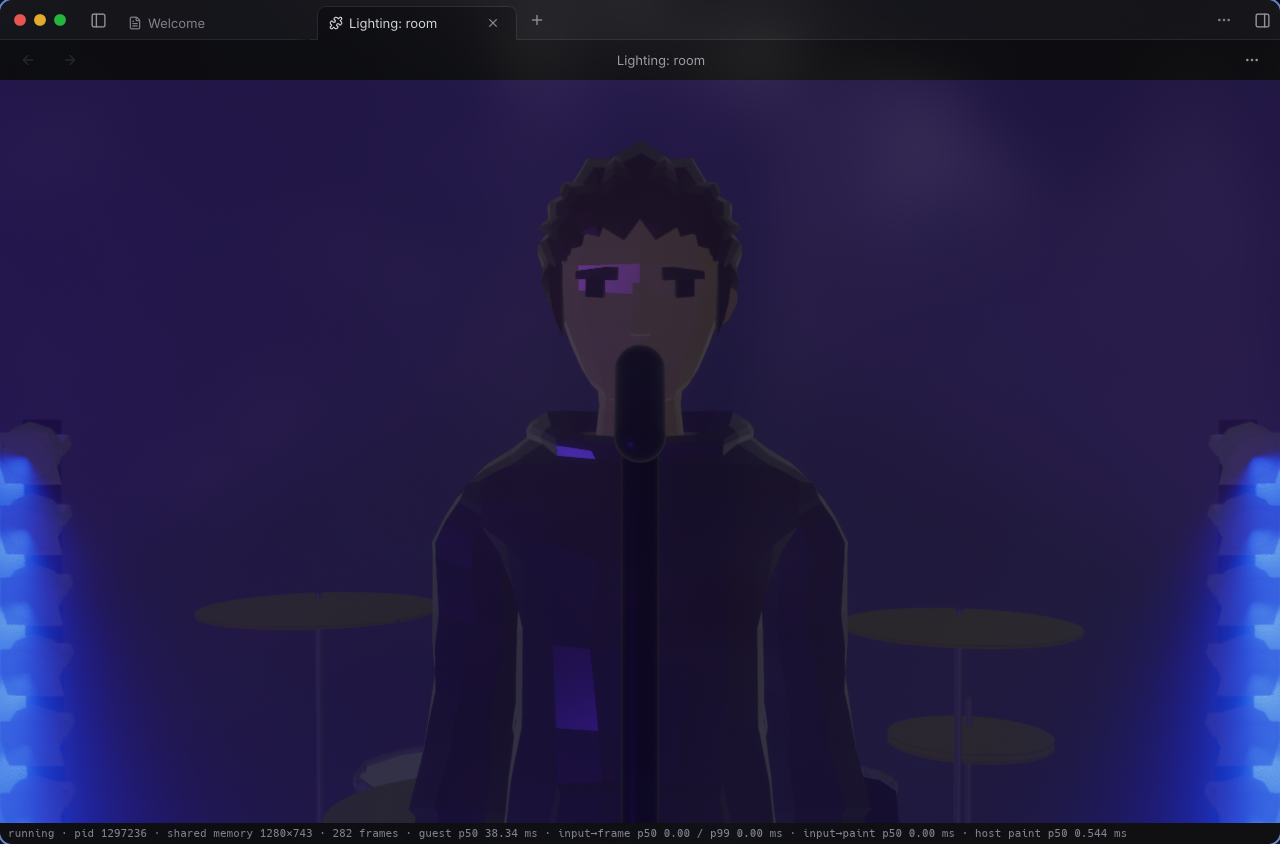 Welcome
Lighting: room
Lighting: room
running · pid 1297236 · shared memory 1280×743 · 282 frames · guest p50 38.34 ms · input→frame p50 0.00 / p99 0.00 ms · input→paint p50 0.00 ms · host paint p50 0.544 ms